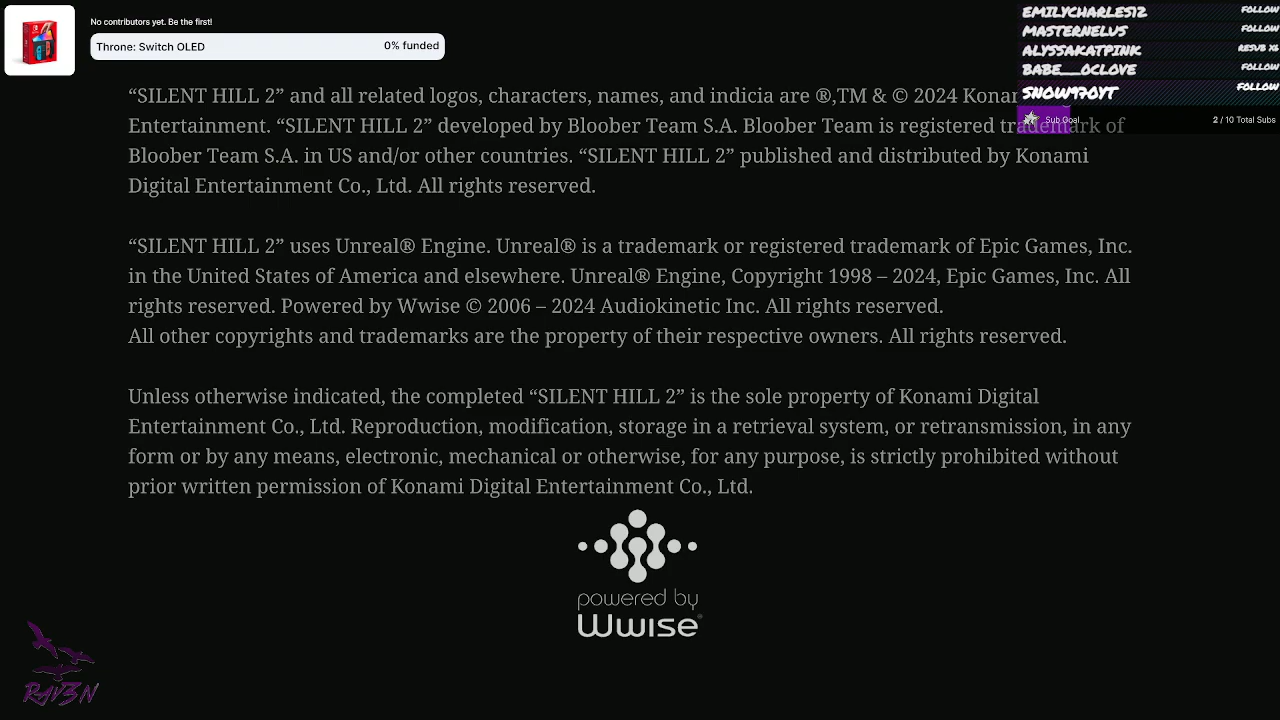 No contributors yet. Be the first!
Throne: Switch OLED 0% funded
EMILYCHARLES12 FOLLOW
MASTERNELUS FOLLOW
ALYSSAKATPINK RESUB XL
BABE__OCLOVE FOLLOW
SNOW970YT FOLLOW
Sub Goal 2 / 10 Total Subs
“SILENT HILL 2” and all related logos, characters, names, and indicia are ®,TM & © 2024
Entertainment. “SILENT HILL 2” developed by Bloober Team S.A. Bloober Team is registered trademark of
Bloober Team S.A. in US and/or other countries. “SILENT HILL 2” published and distributed by Konami
Digital Entertainment Co., Ltd. All rights reserved.
“SILENT HILL 2” uses Unreal® Engine. Unreal® is a trademark or registered trademark of Epic Games, Inc.
in the United States of America and elsewhere. Unreal® Engine, Copyright 1998 – 2024, Epic Games, Inc. All
rights reserved. Powered by Wwise © 2006 – 2024 Audiokinetic Inc. All rights reserved.
All other copyrights and trademarks are the property of their respective owners. All rights reserved.
Unless otherwise indicated, the completed “SILENT HILL 2” is the sole property of Konami Digital
Entertainment Co., Ltd. Reproduction, modification, storage in a retrieval system, or retransmission, in any
form or by any means, electronic, mechanical or otherwise, for any purpose, is strictly prohibited without
prior written permission of Konami Digital Entertainment Co., Ltd.
powered by
Wwise®
RAV3N